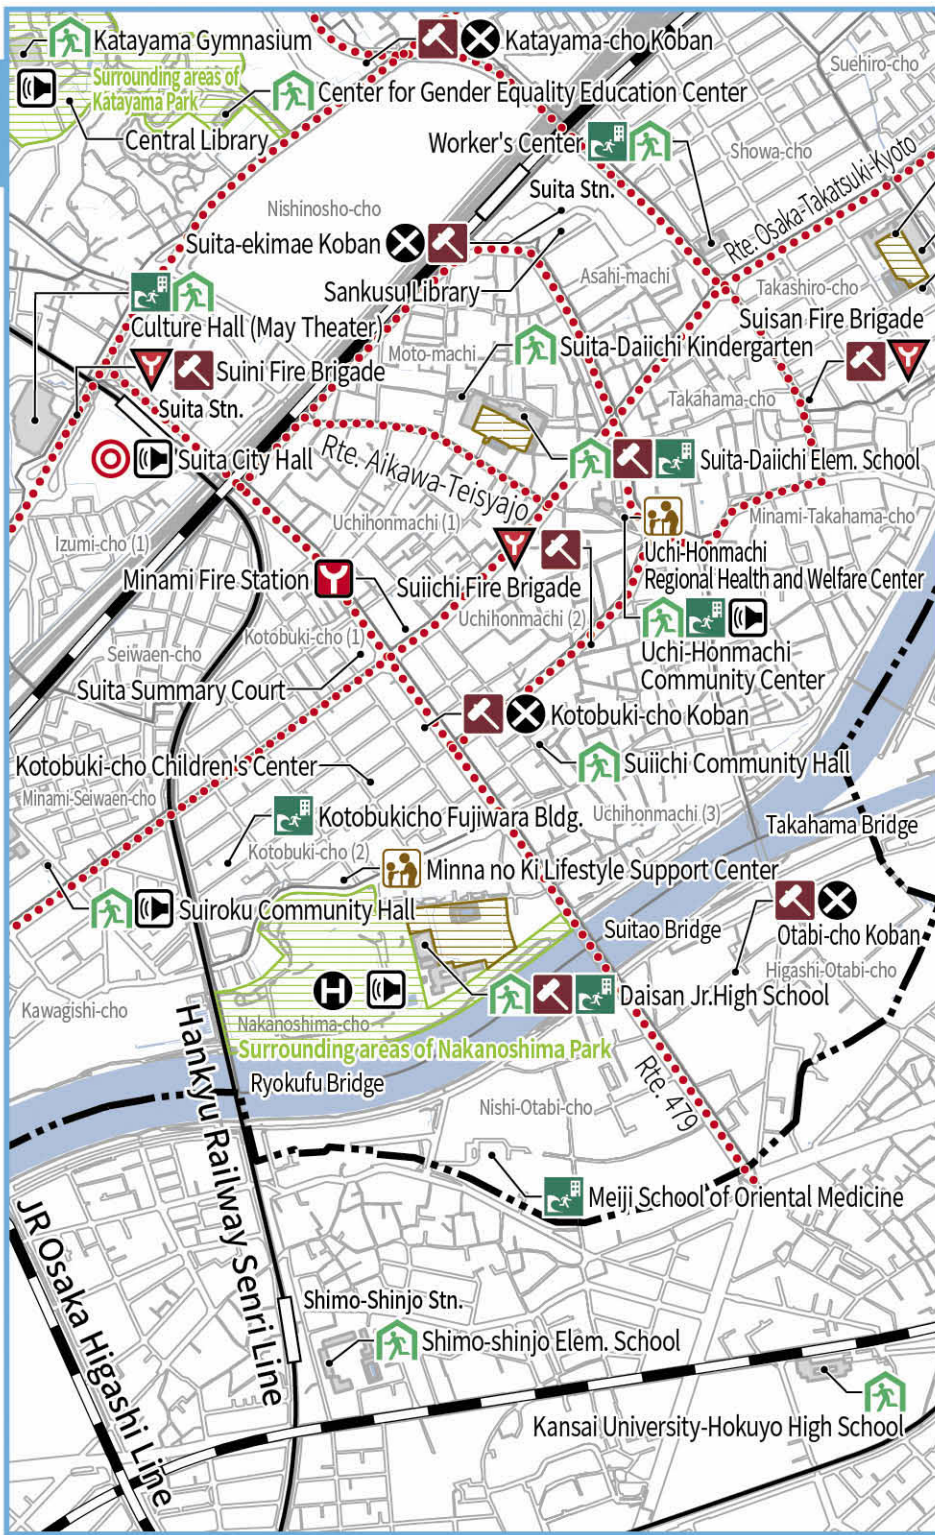 Katayama Gymnasium
Katayama-cho Koban
Suehiro-cho
Surrounding areas of
Katayama Park
Center for Gender Equality Education Center
Central Library
Worker's Center
Showa-cho
Suita Stn.
Rte. Osaka-Takatsuki-Kyoto
Nishinosho-cho
Suita-ekimae Koban
Asahi-machi
Sankusu Library
Takashiro-cho
Culture Hall (May Theater)
Suisan Fire Brigade
Moto-machi
Suita-Daiichi Kindergarten
Suini Fire Brigade
Takahama-cho
Suita Stn.
Suita City Hall
Rte. Aikawa-Teisyajo
Suita-Daiichi Elem. School
Uchihonmachi (1)
Minami-Takahama-cho
Izumi-cho (1)
Uchi-Honmachi
Regional Health and Welfare Center
Minami Fire Station
Suiichi Fire Brigade
Uchihonmachi (2)
Kotobuki-cho (1)
Seiwaen-cho
Uchi-Honmachi
Community Center
Suita Summary Court
Kotobuki-cho Koban
Kotobuki-cho Children's Center
Suiichi Community Hall
Minami-Seiwaen-cho
Kotobukicho Fujiwara Bldg.
Uchihonmachi (3)
Takahama Bridge
Kotobuki-cho (2)
Minna no Ki Lifestyle Support Center
Suiroku Community Hall
Suitao Bridge
Otabi-cho Koban
Higashi-Otabi-cho
H
Daisan Jr.High School
Kawagishi-cho
Nakanoshima-cho
Surrounding areas of Nakanoshima Park
Ryokufu Bridge
Rte. 479
Nishi-Otabi-cho
Hankyu Railway Senri Line
Meiji School of Oriental Medicine
JR Osaka Higashi Line
Shimo-Shinjo Stn.
Shimo-shinjo Elem. School
Kansai University-Hokuyo High School